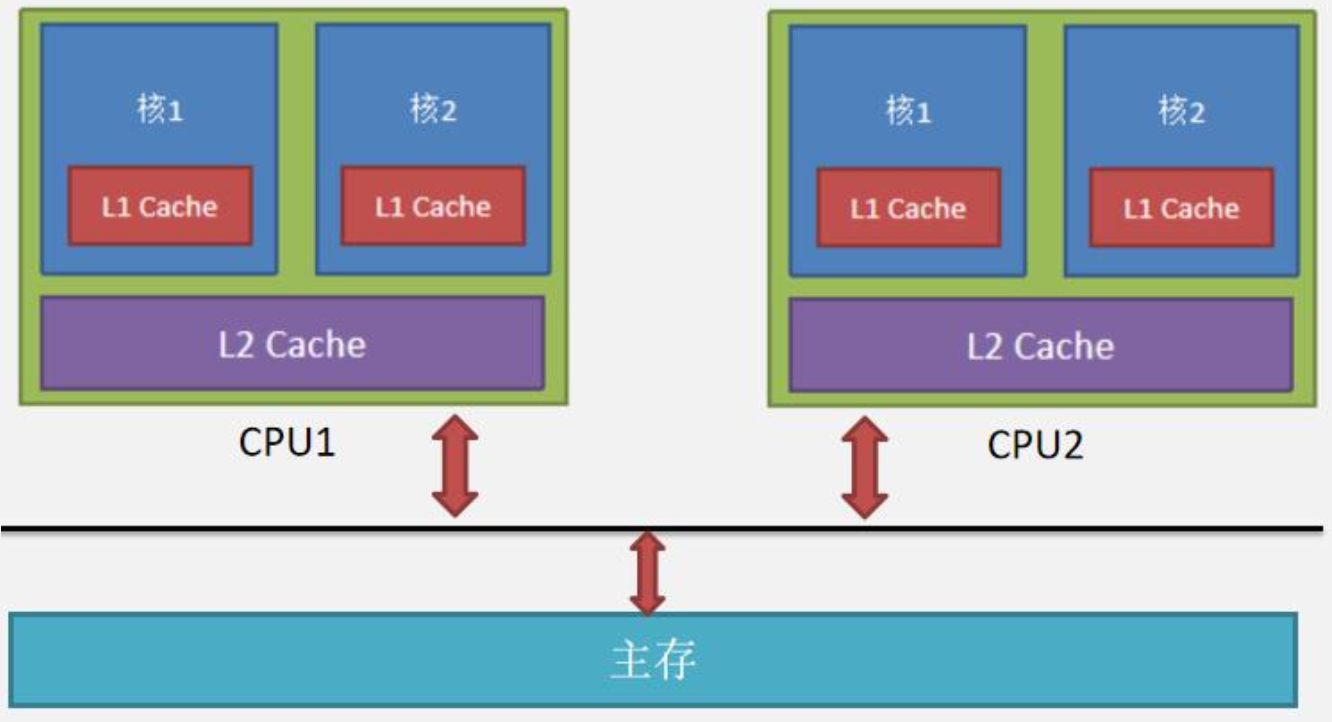 核1
核2
L1 Cache
L1 Cache
L2 Cache
CPU1
核1
核2
L1 Cache
L1 Cache
L2 Cache
CPU2
主存